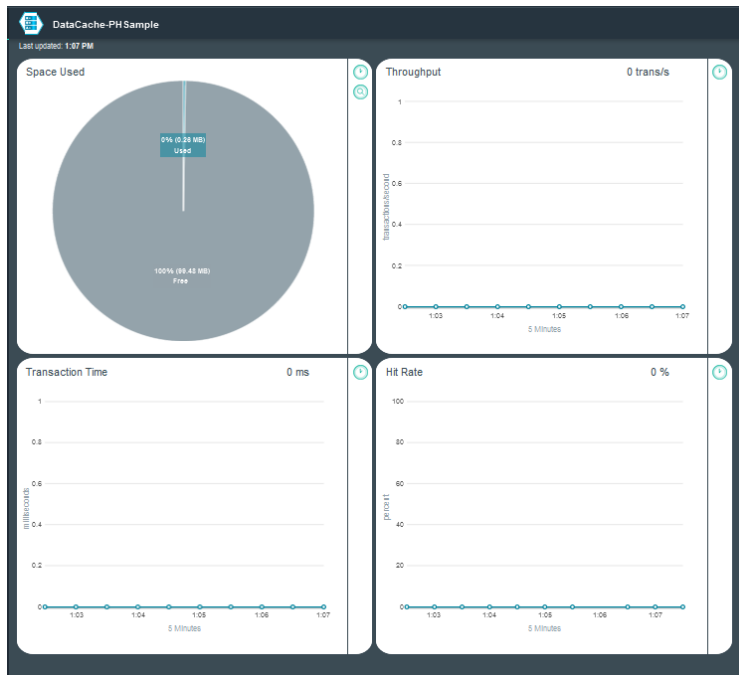 DataCache-PHSample
Last updated: 1:07 PM
Space Used
0% (0.26 MB)
Used
100% (99.48 MB)
Free
Throughput 0 trans/s
transactions/second
1
0.8
0.6
0.4
0.2
0
1:03 1:04 1:05 1:06 1:07
5 Minutes
Transaction Time 0 ms
milliseconds
1
0.8
0.6
0.4
0.2
0
1:03 1:04 1:05 1:06 1:07
5 Minutes
Hit Rate 0 %
percent
100
80
60
40
20
0
1:03 1:04 1:05 1:06 1:07
5 Minutes